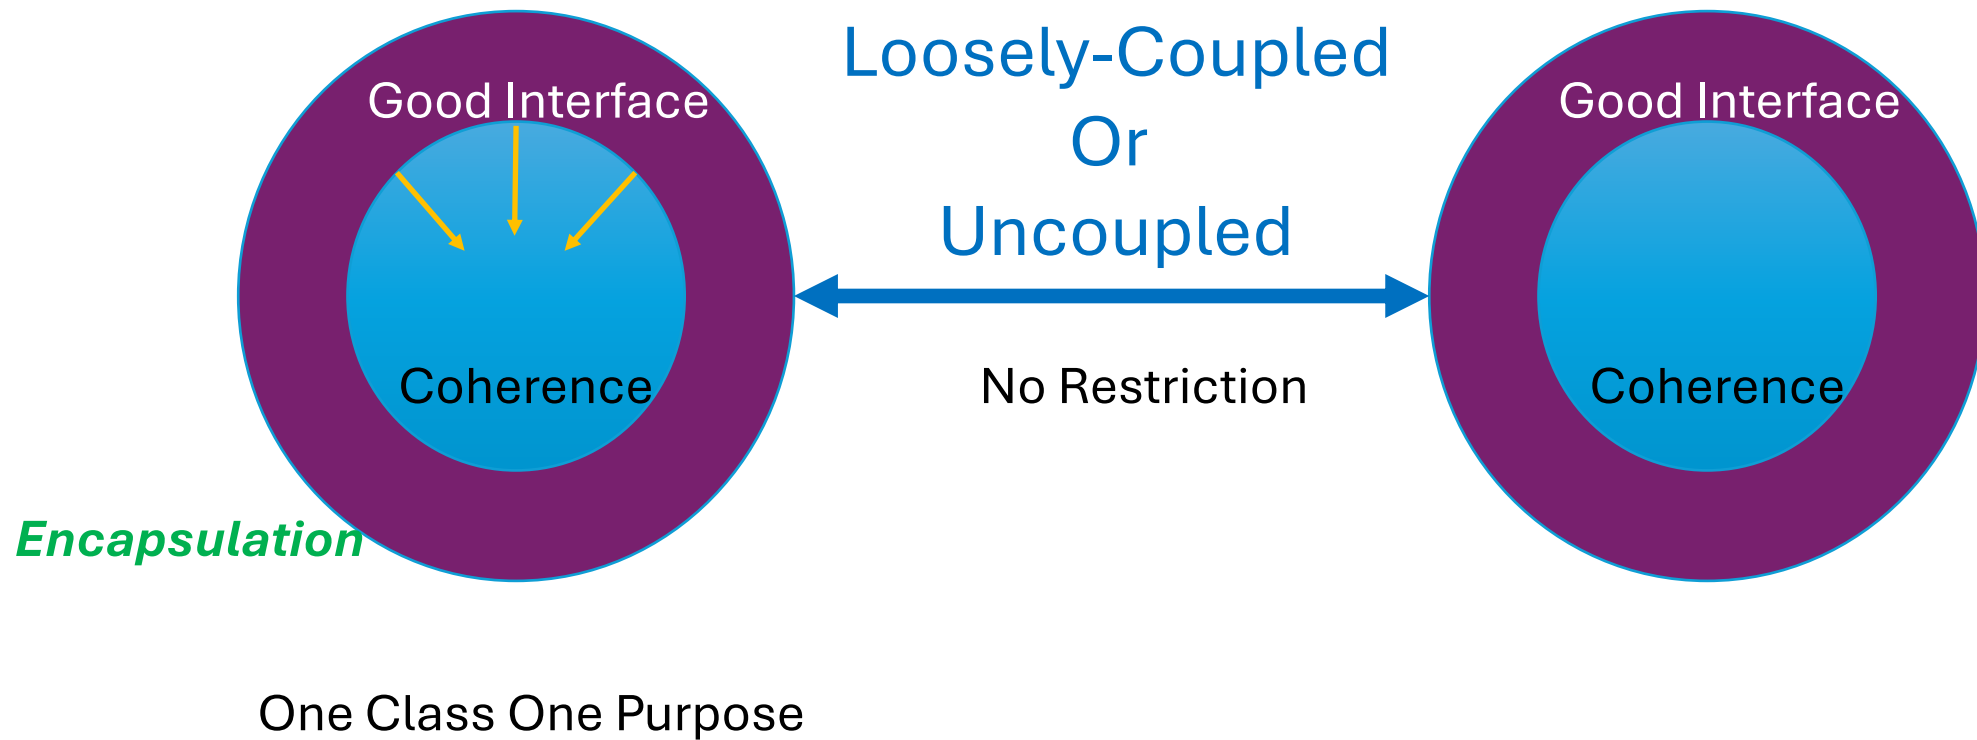 Loosely-Coupled
Or
Uncoupled
Good Interface
Good Interface
Coherence
No Restriction
Coherence
Encapsulation
One Class One Purpose